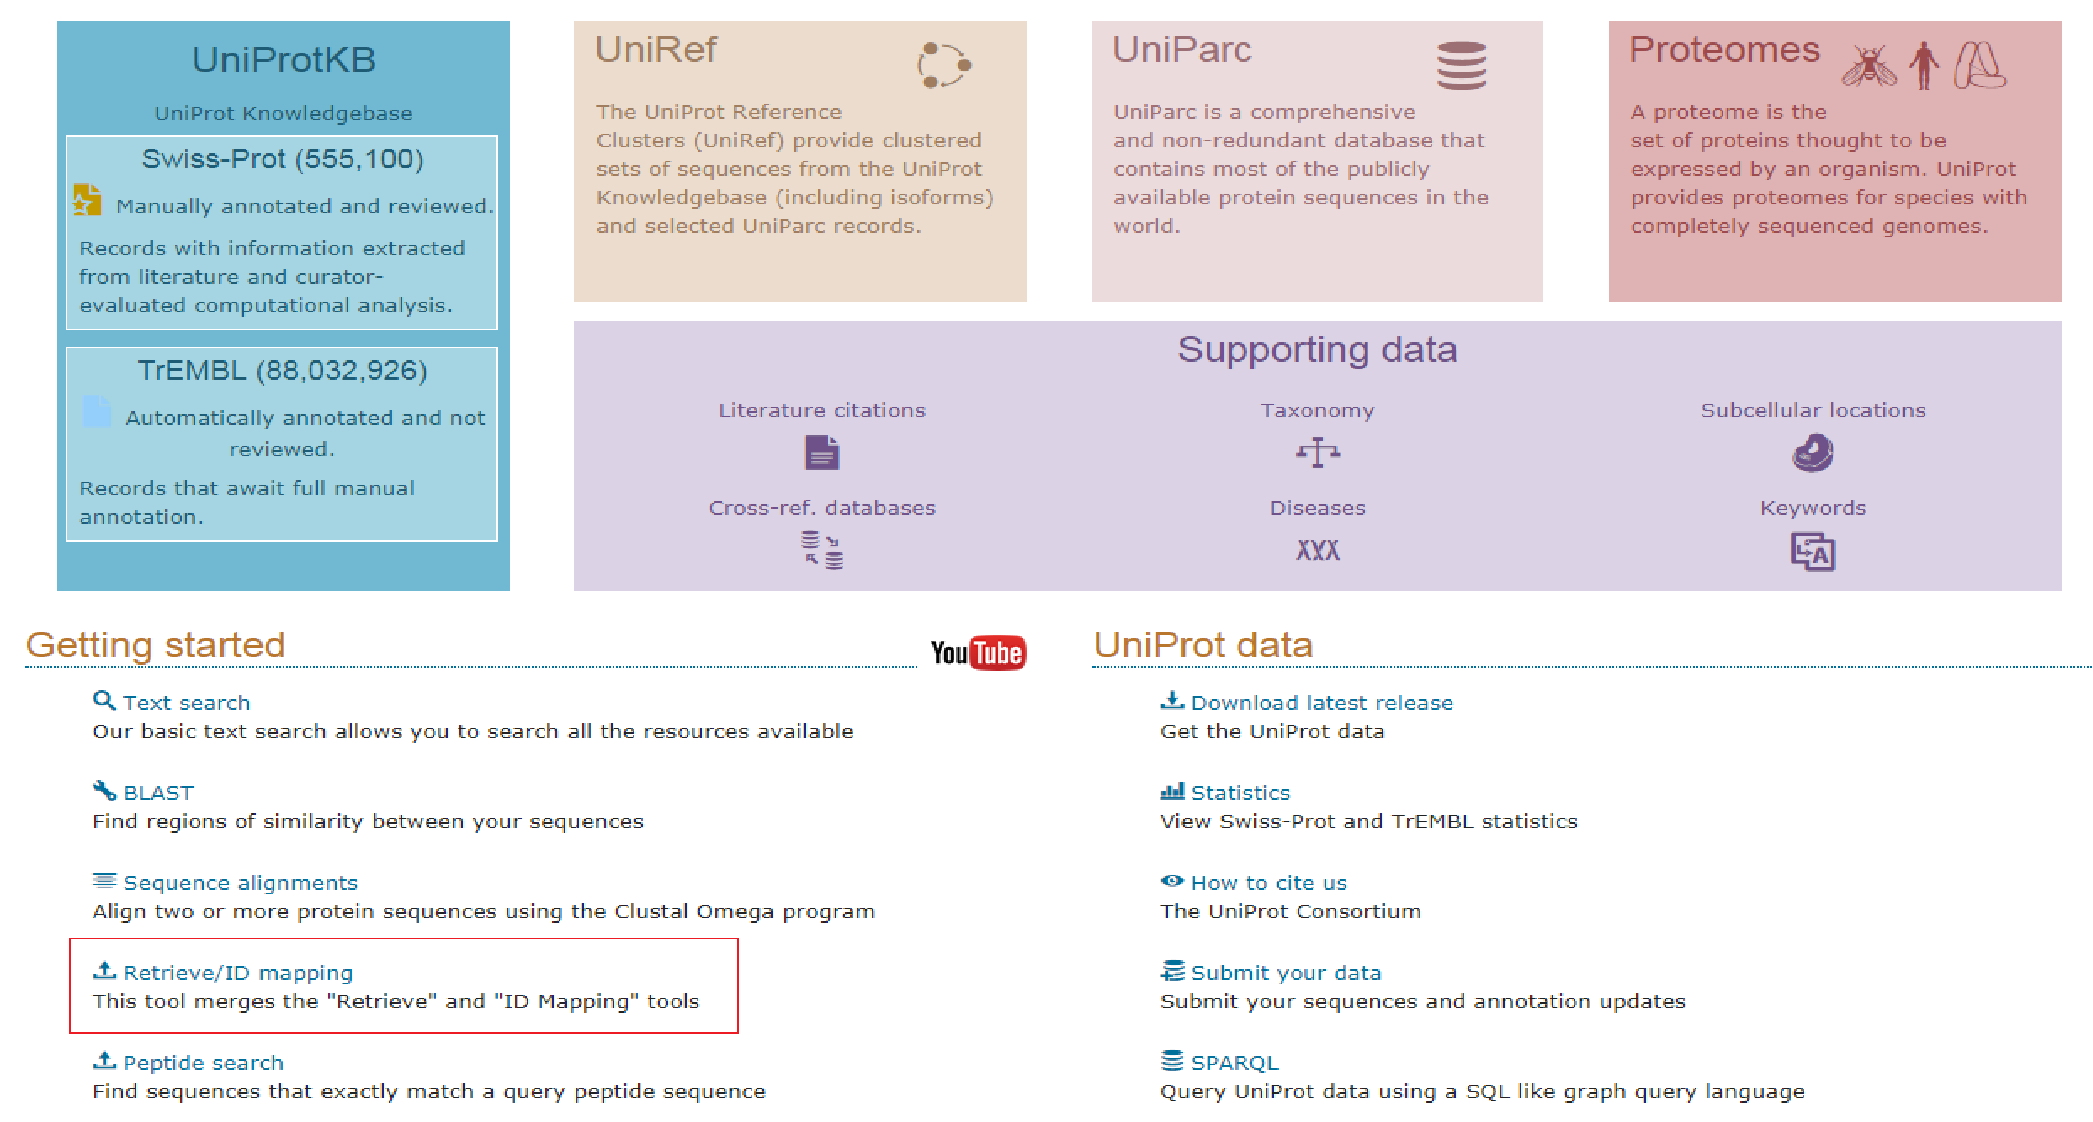 UniProtKB
UniProt Knowledgebase
Swiss-Prot (555,100)
Manually annotated and reviewed.
Records with information extracted
from literature and curator-
evaluated computational analysis.
TrEMBL (88,032,926)
Automatically annotated and not
reviewed.
Records that await full manual
annotation.
UniRef
The UniProt Reference
Clusters (UniRef) provide clustered
sets of sequences from the UniProt
Knowledgebase (including isoforms)
and selected UniParc records.
UniParc
UniParc is a comprehensive
and non-redundant database that
contains most of the publicly
available protein sequences in the
world.
Proteomes
A proteome is the
set of proteins thought to be
expressed by an organism. UniProt
provides proteomes for species with
completely sequenced genomes.
Supporting data
Literature citations
Taxonomy
Subcellular locations
Cross-ref. databases
Diseases
Keywords
Getting started
YouTube
Text search
Our basic text search allows you to search all the resources available
BLAST
Find regions of similarity between your sequences
Sequence alignments
Align two or more protein sequences using the Clustal Omega program
Retrieve/ID mapping
This tool merges the "Retrieve" and "ID Mapping" tools
Peptide search
Find sequences that exactly match a query peptide sequence
UniProt data
Download latest release
Get the UniProt data
Statistics
View Swiss-Prot and TrEMBL statistics
How to cite us
The UniProt Consortium
Submit your data
Submit your sequences and annotation updates
SPARQL
Query UniProt data using a SQL like graph query language